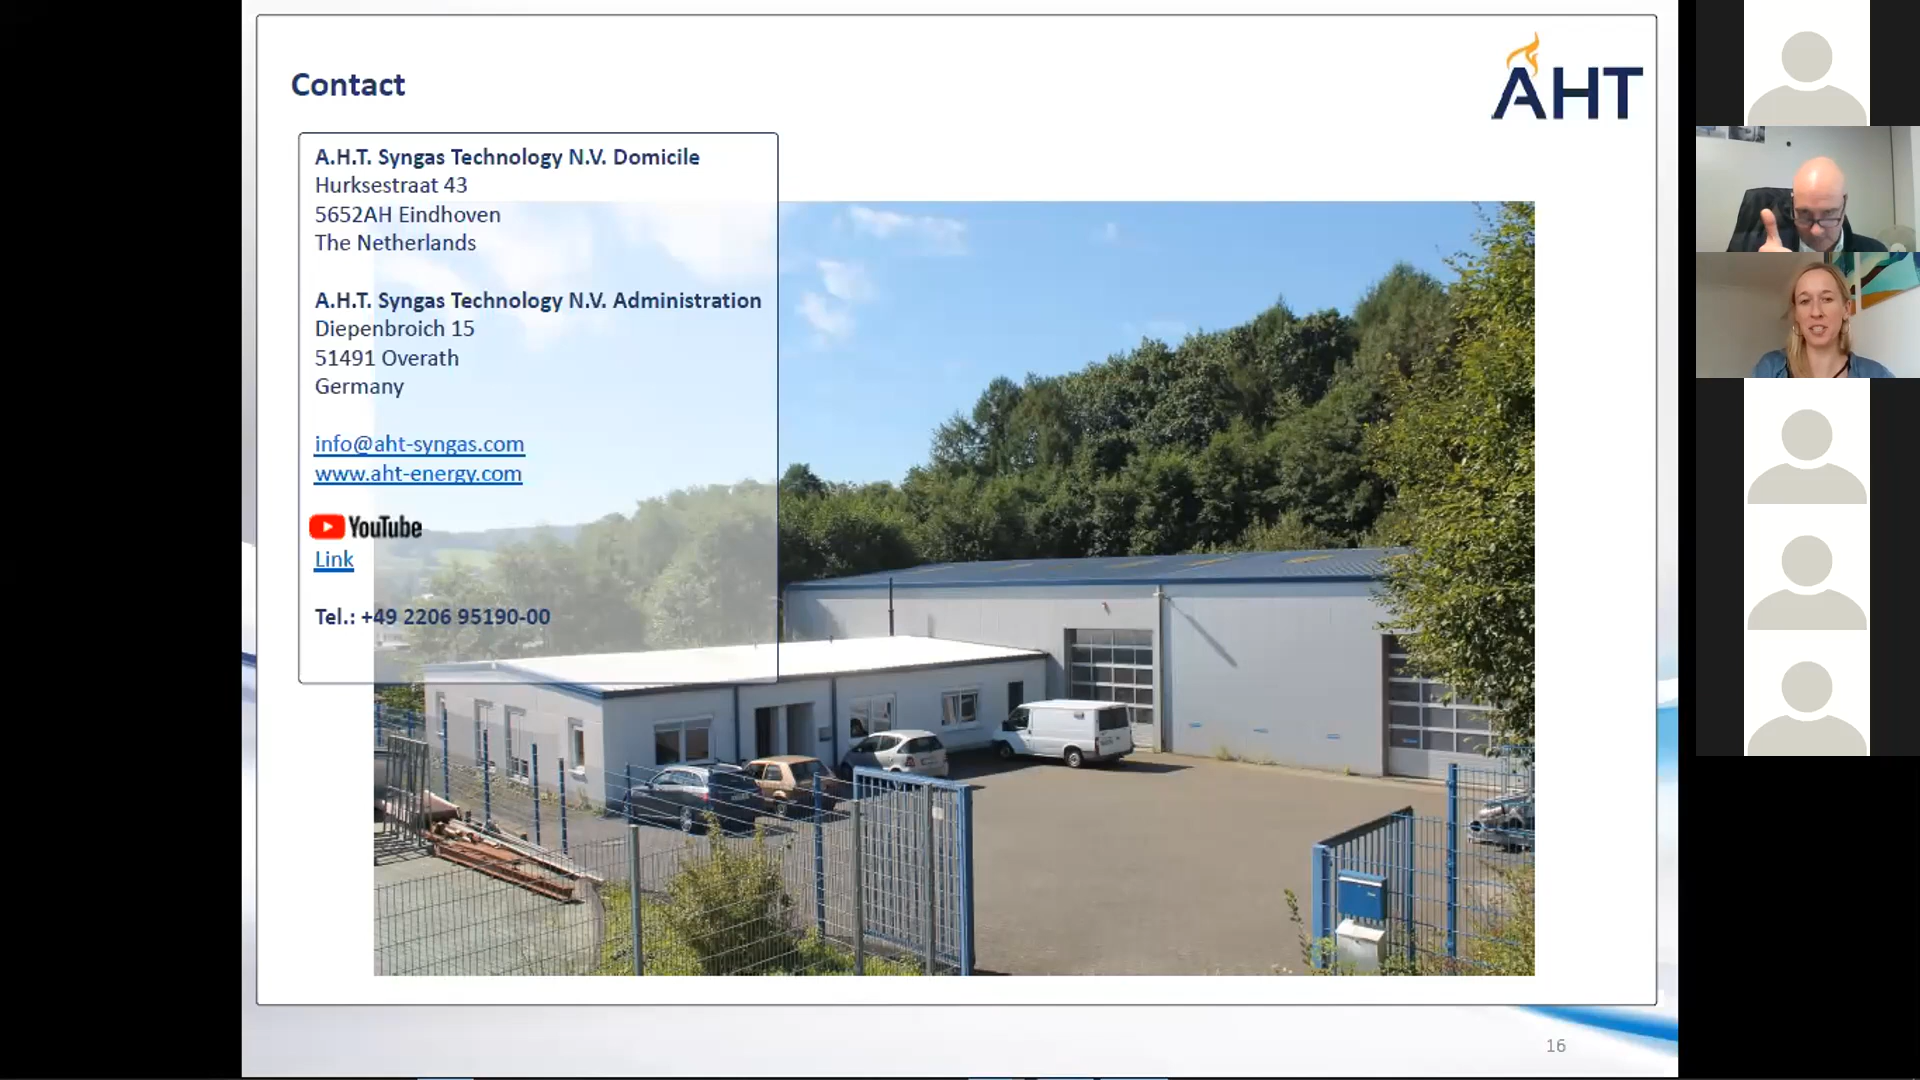 Contact
AHT
A.H.T. Syngas Technology N.V. Domicile
Hurksestraat 43
5652AH Eindhoven
The Netherlands
A.H.T. Syngas Technology N.V. Administration
Diepenbroich 15
51491 Overath
Germany
info@aht-syngas.com
www.aht-energy.com
YouTube
Link
Tel.: +49 2206 95190-00
16